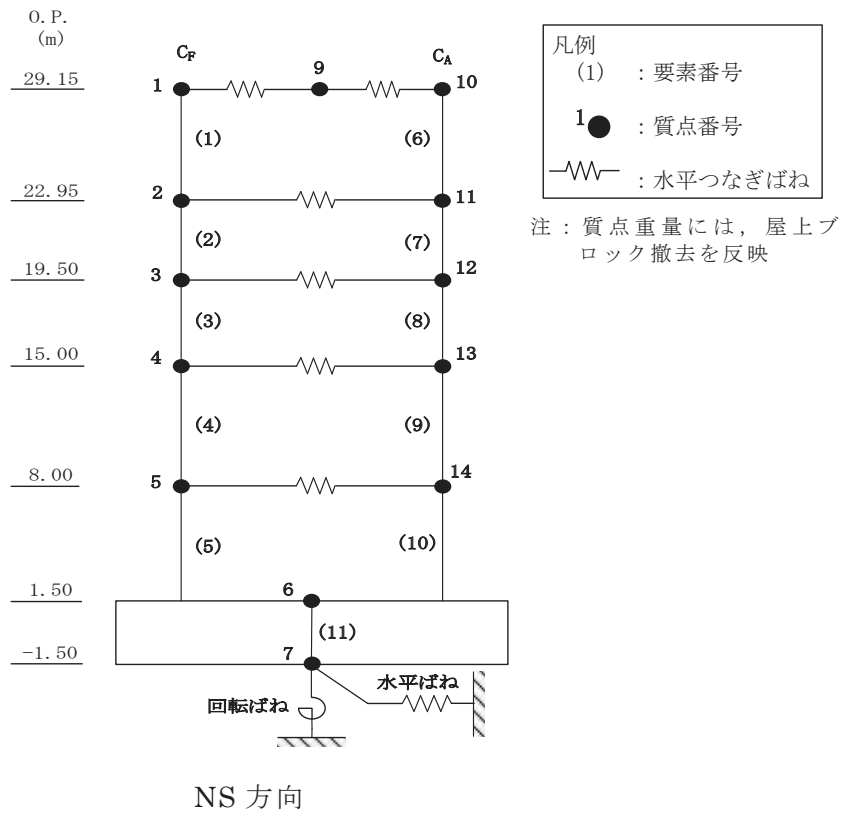 O.P.
(m)
C_F
C_A
29.15
1
9
10
(1)
(6)
22.95
2
11
(2)
(7)
19.50
3
12
(3)
(8)
15.00
4
13
(4)
(9)
8.00
5
14
(5)
(10)
1.50
6
(11)
-1.50
7
水平ばね
回転ばね
凡例
(1) ：要素番号
1 ：質点番号
：水平つなぎばね
注：質点重量には，屋上ブ
ロック撤去を反映
NS 方向